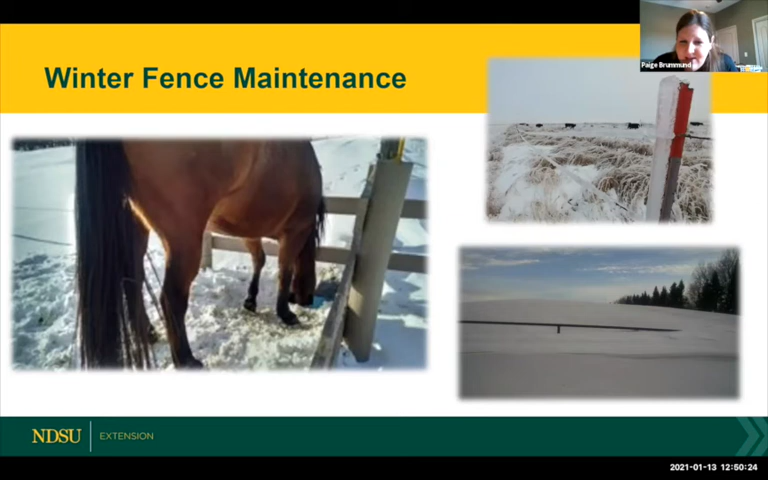 Paige Brummund
Winter Fence Maintenance
NDSU EXTENSION
2021-01-13 12:50:24